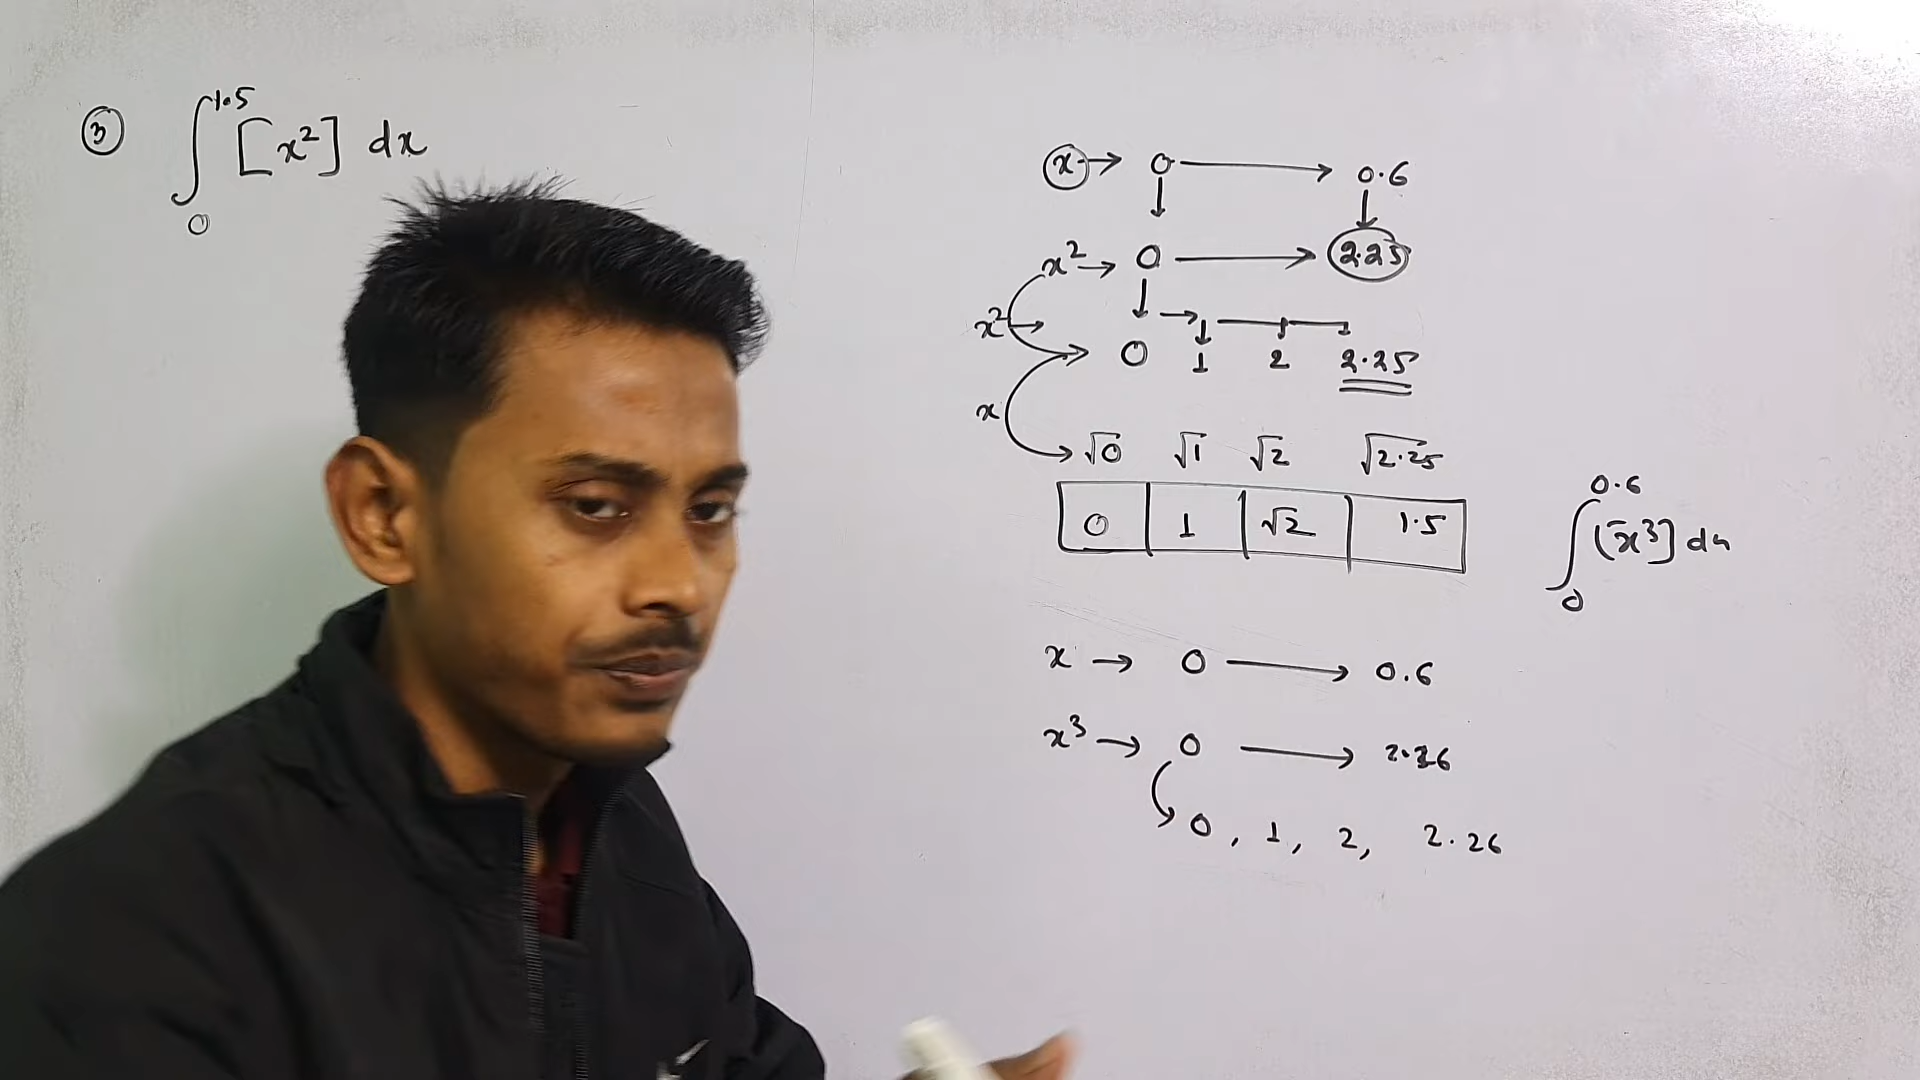 ③ ∫₀^1.5 [x²] dx
x → 0 → 0.6
↓ ↓
x² → 0 → 2.25
x² → 0 1 2 2.25
x → √0 √1 √2 √2.25
0 1 √2 1.5
∫₀^0.6 [x³] dx
x → 0 → 0.6
x³ → 0 →
0, 1, 2, 2.26